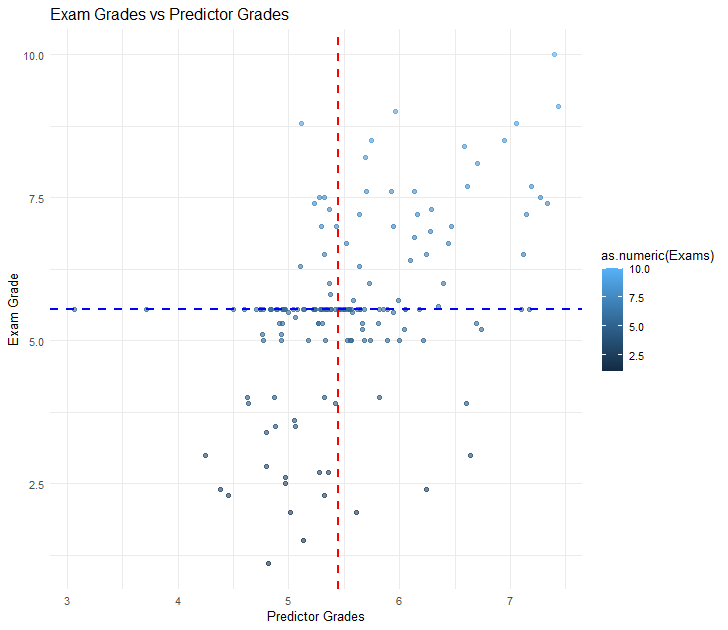 Exam Grades vs Predictor Grades
10.0
7.5
5.0
2.5
Exam Grade
3 4 5 6 7
Predictor Grades
as.numeric(Exams)
10.0
7.5
5.0
2.5